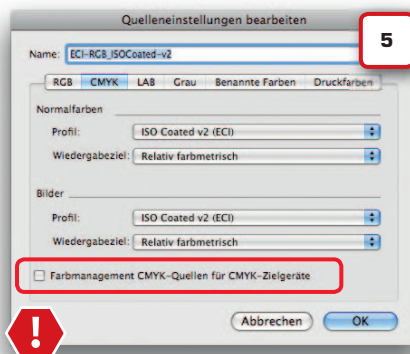 Quelleneinstellungen bearbeiten
5
Name: ECI-RGB_ISOCoated-v2
RGB CMYK LAB Grau Benannte Farben Druckfarben
Normalfarben
Profil: ISO Coated v2 (ECI)
Wiedergabeziel: Relativ farbmetrisch
Bilder
Profil: ISO Coated v2 (ECI)
Wiedergabeziel: Relativ farbmetrisch
Farbmanagement CMYK-Quellen für CMYK-Zielgeräte
! Abbrechen OK